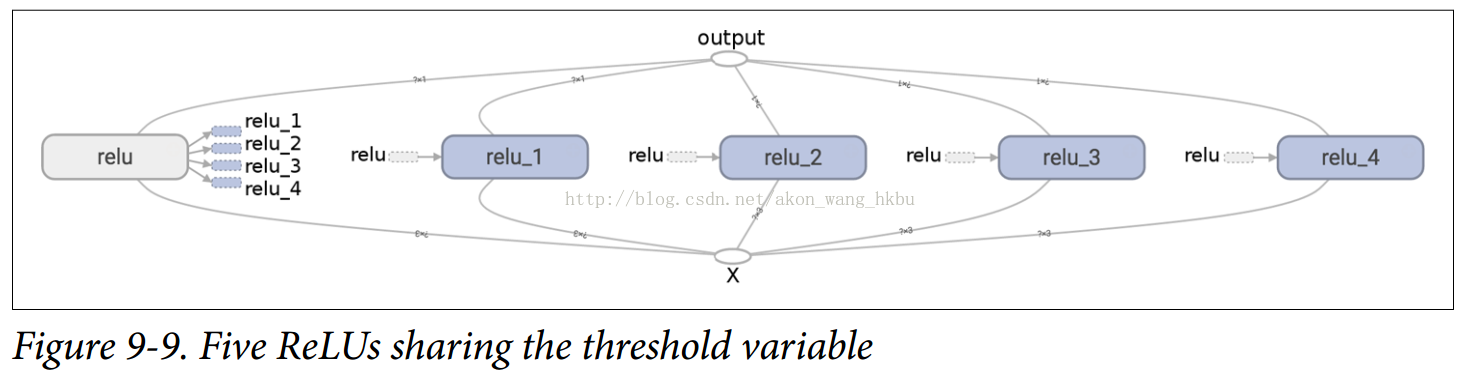 output
?×1 ?×1 ?×1 ?×1 ?×1
relu
relu_1
relu_2
relu_3
relu_4
relu relu_1
relu relu_2
relu relu_3
relu relu_4
http://blog.csdn.net/akon_wang_hkbu
?×3 ?×3 ?×3 ?×3 ?×3
X
Figure 9-9. Five ReLUs sharing the threshold variable